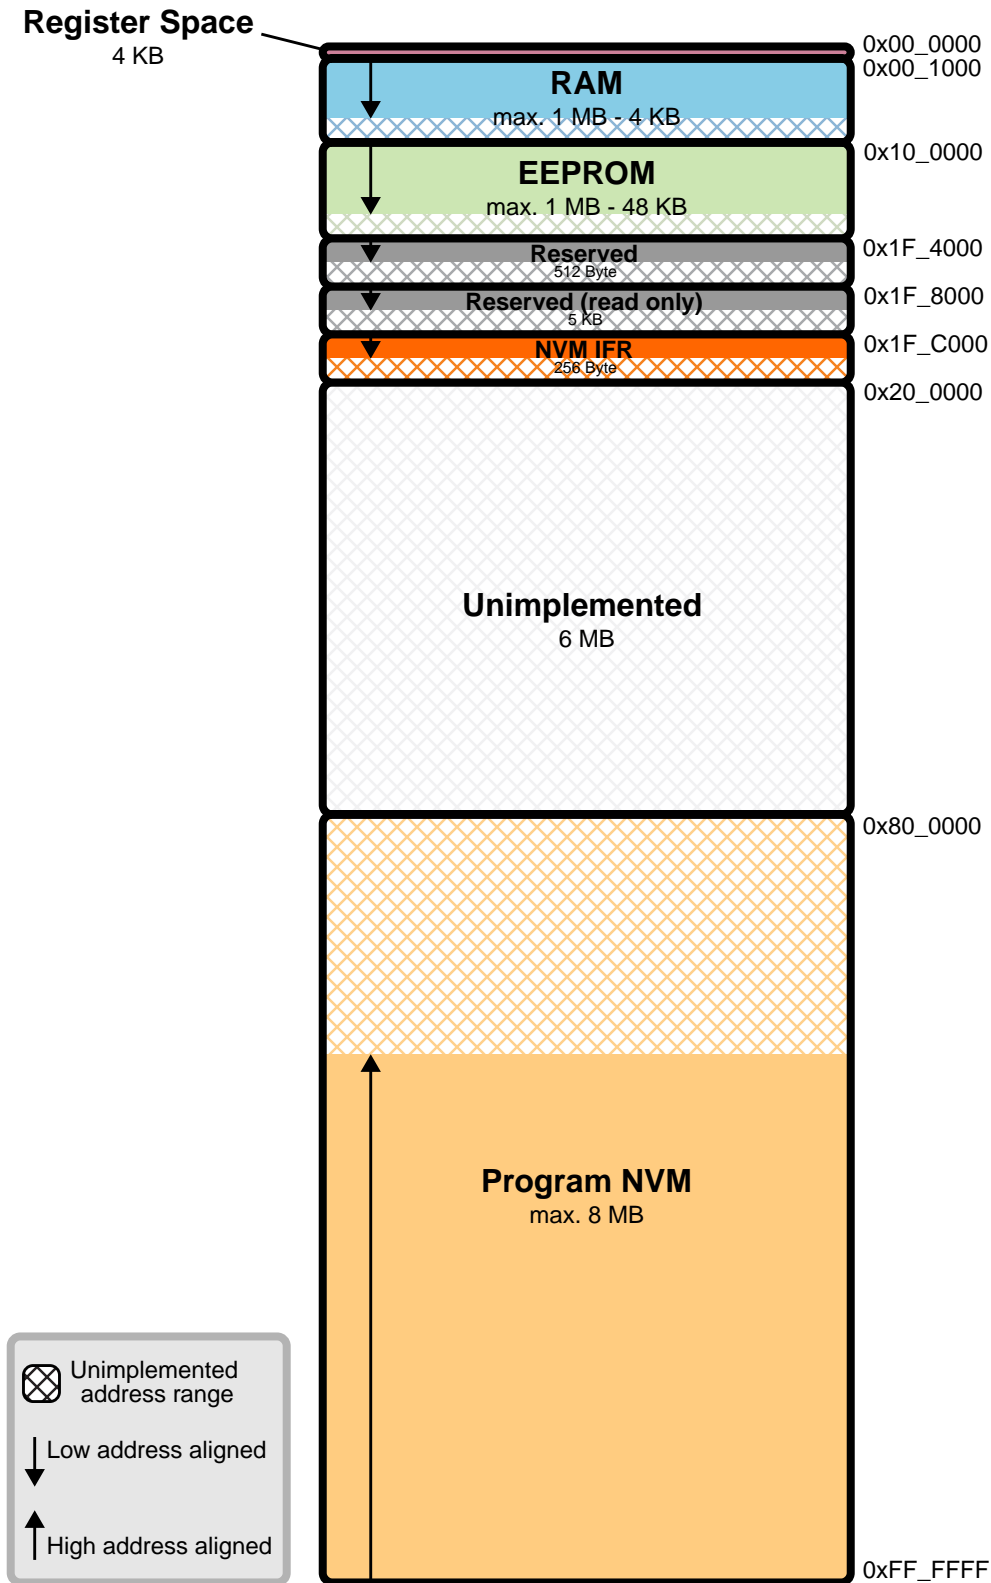 Register Space
4 KB
0x00_0000
0x00_1000
RAM
max. 1 MB - 4 KB
0x10_0000
EEPROM
max. 1 MB - 48 KB
0x1F_4000
Reserved
512 Byte
0x1F_8000
Reserved (read only)
5 KB
0x1F_C000
NVM IFR
256 Byte
0x20_0000
Unimplemented
6 MB
0x80_0000
Program NVM
max. 8 MB
Unimplemented
address range
Low address aligned
High address aligned
0xFF_FFFF